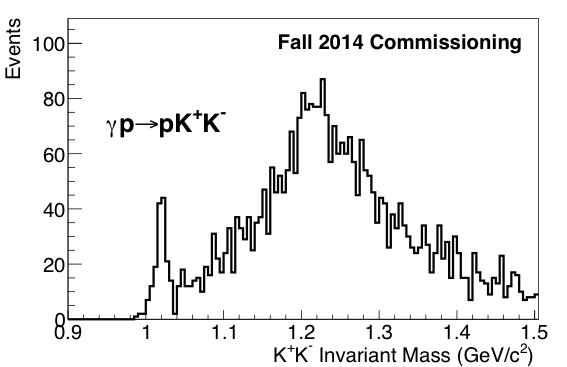 Events
Fall 2014 Commissioning
γp→pK⁺K⁻
100
80
60
40
20
0
0.9 1 1.1 1.2 1.3 1.4 1.5
K⁺K⁻ Invariant Mass (GeV/c²)